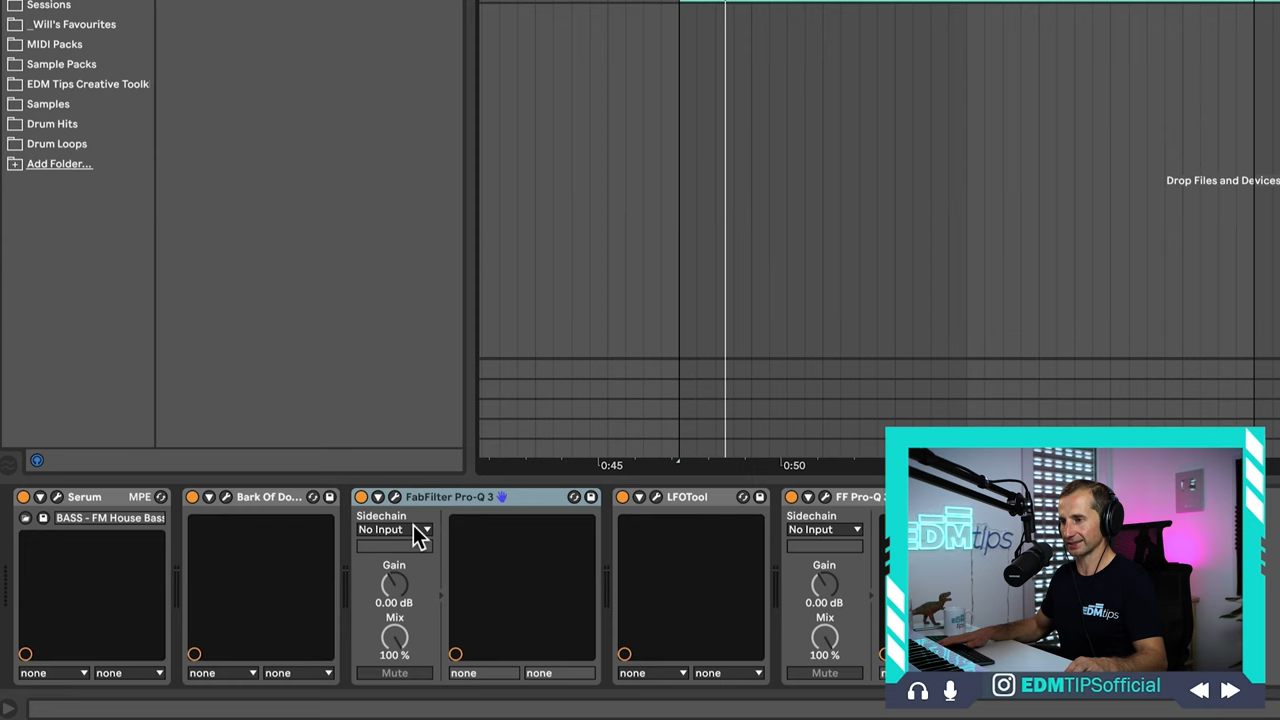 Sessions
_Will's Favourites
MIDI Packs
Sample Packs
EDM Tips Creative Toolk
Samples
Drum Hits
Drum Loops
Add Folder...
Drop Files and Devices
0:45
0:50
Serum
MPE
Bark Of Do...
FabFilter Pro-Q 3
LFOTool
FF Pro-Q 3
BASS - FM House Bass
Sidechain
No Input
Gain
0.00 dB
Mix
100 %
Mute
Sidechain
No Input
Gain
0.00 dB
Mix
100 %
Mute
none
none
none
none
none
none
none
none
EDMtips
EDMtips
EDMTIPSofficial